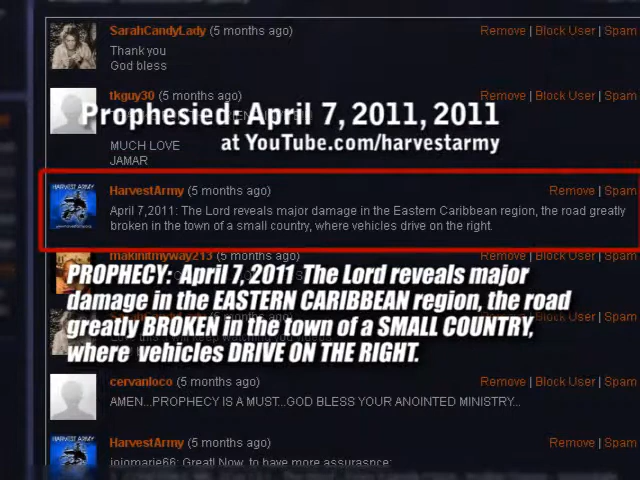 SarahCandyLady (5 months ago) Remove | Block User | Spam
Thank you
God bless
tkguy30 (5 months ago) Remove | Block User | Spam
Prophesied: April 7, 2011, 2011
at YouTube.com/harvestarmy
MUCH LOVE
JAMAR
HarvestArmy (5 months ago) Remove | Spam
April 7,2011: The Lord reveals major damage in the Eastern Caribbean region, the road greatly
broken in the town of a small country, where vehicles drive on the right.
makinitmyway213 (5 months ago) Remove | Block User | Spam
PROPHECY: April 7, 2011 The Lord reveals major
damage in the EASTERN CARIBBEAN region, the road
greatly BROKEN in the town of a SMALL COUNTRY,
where vehicles DRIVE ON THE RIGHT.
cervanloco (5 months ago) Remove | Block User | Spam
AMEN...PROPHECY IS A MUST...GOD BLESS YOUR ANOINTED MINISTRY...
HarvestArmy (5 months ago) Remove | Spam
jojomarie66: Great! Now, to have more assuraspnce: